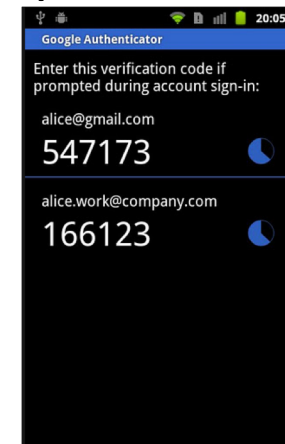 20:05
Google Authenticator
Enter this verification code if
prompted during account sign-in:
alice@gmail.com
547173
alice.work@company.com
166123